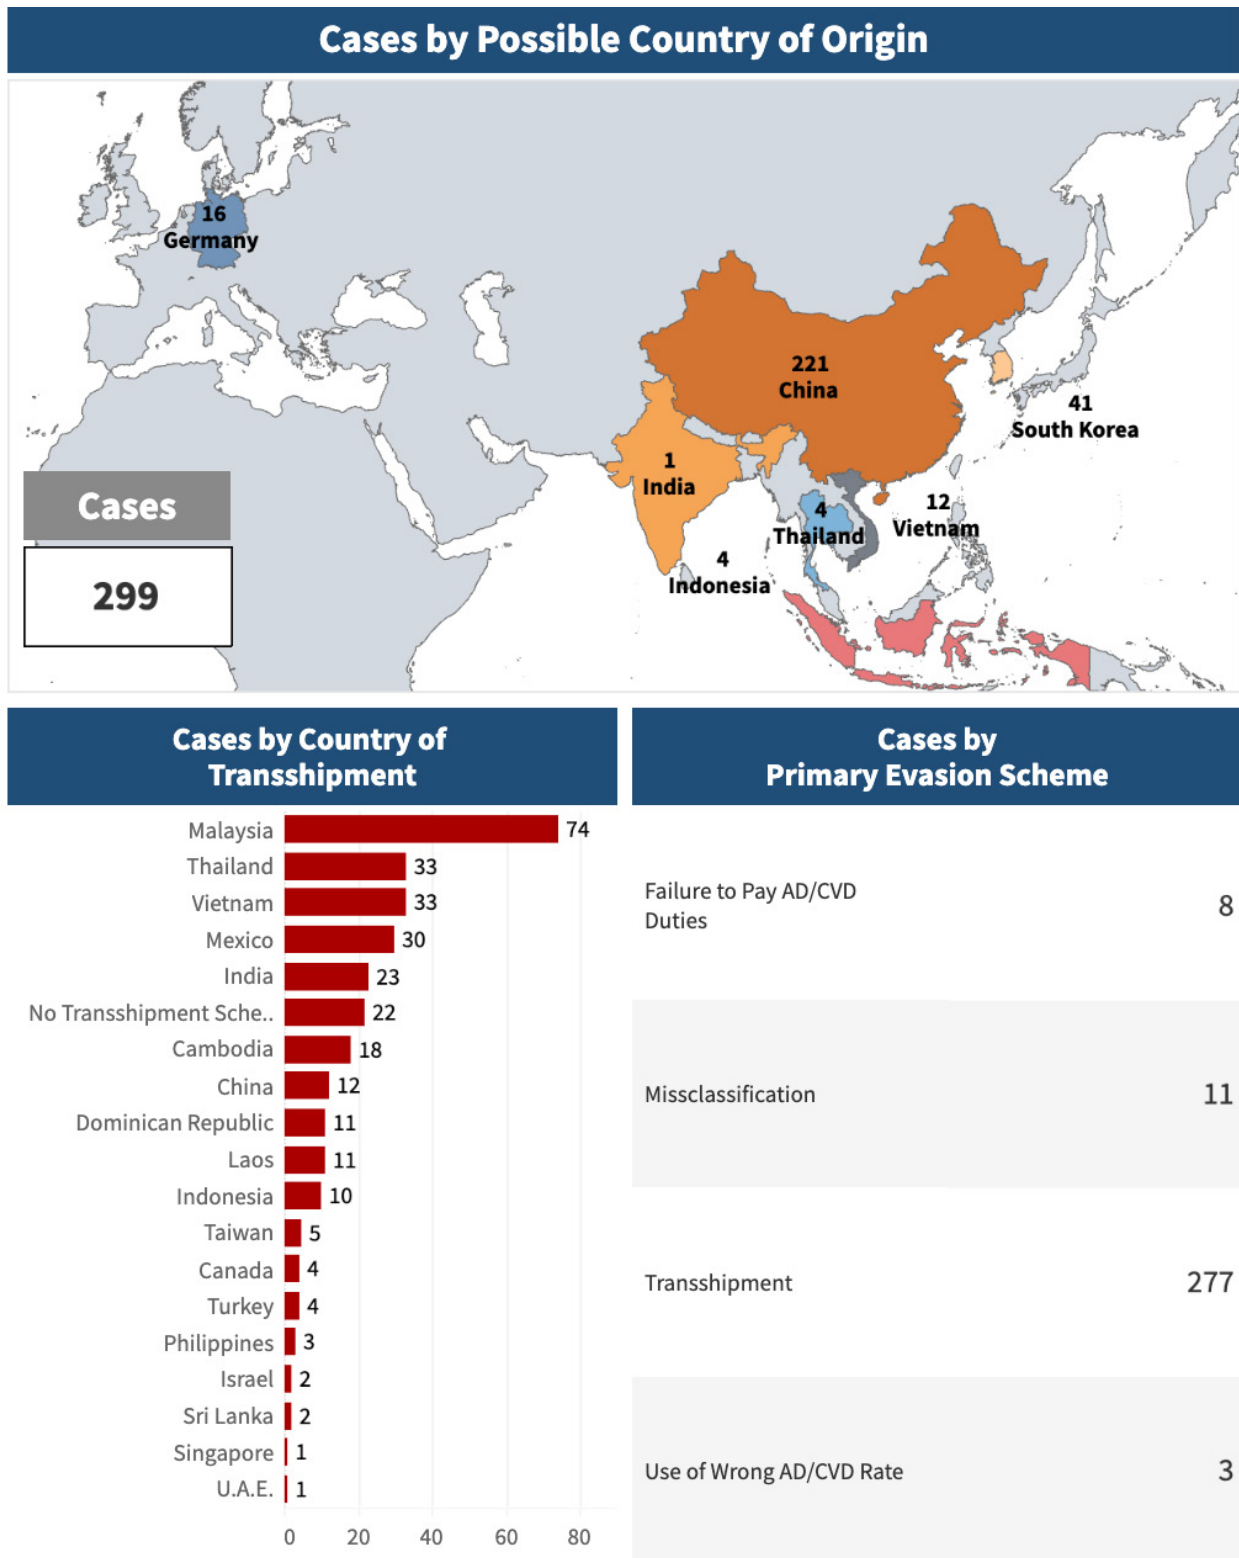 Cases by Possible Country of Origin
16
Germany
221
China
41
South Korea
1
India
4
Thailand
12
Vietnam
4
Indonesia
Cases
299
Cases by Country of
Transshipment
Malaysia 74
Thailand 33
Vietnam 33
Mexico 30
India 23
No Transshipment Sche.. 22
Cambodia 18
China 12
Dominican Republic 11
Laos 11
Indonesia 10
Taiwan 5
Canada 4
Turkey 4
Philippines 3
Israel 2
Sri Lanka 2
Singapore 1
U.A.E. 1
0 20 40 60 80
Cases by
Primary Evasion Scheme
Failure to Pay AD/CVD
Duties
8
Missclassification 11
Transshipment 277
Use of Wrong AD/CVD Rate 3